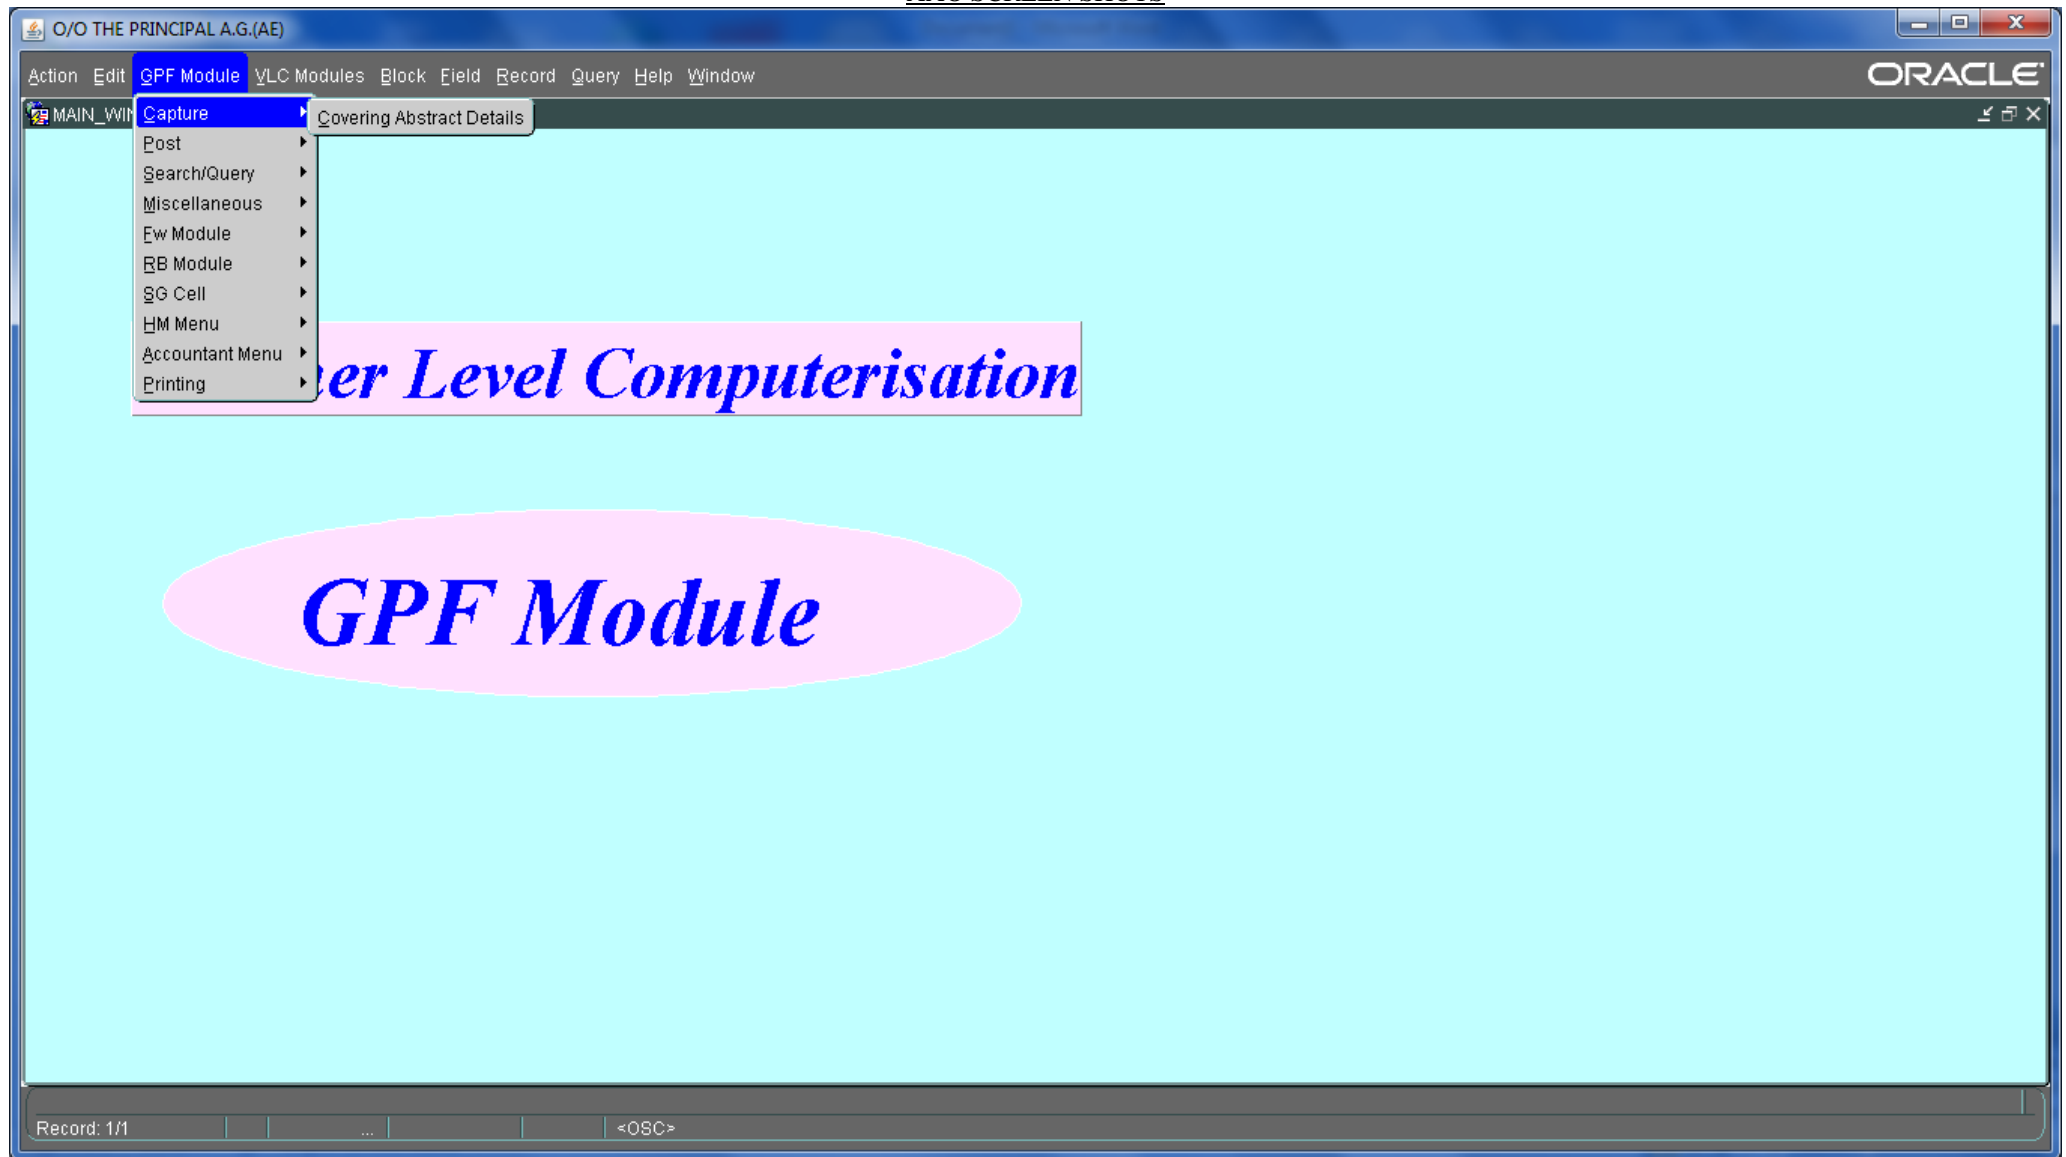 O/O THE PRINCIPAL A.G.(AE)
Action Edit GPF Module VLC Modules Block Field Record Query Help Window
ORACLE
MAIN_WIN
Capture
Covering Abstract Details
Post
Search/Query
Miscellaneous
Fw Module
RB Module
SG Cell
HM Menu
Accountant Menu
Printing
er Level Computerisation
GPF Module
Record: 1/1
...
<OSC>